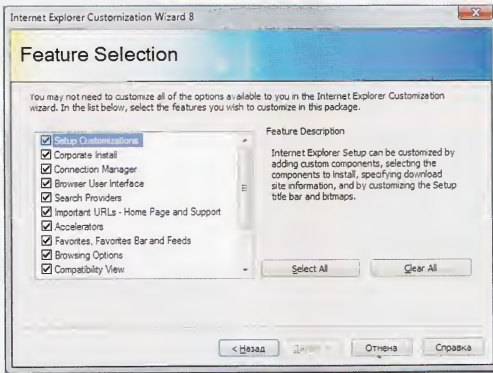 Internet Explorer Customization Wizard 8
Feature Selection
You may not need to customize all of the options available to you in the Internet Explorer Customization
wizard. In the list below, select the features you wish to customize in this package.
Setup Customizations
Corporate Install
Connection Manager
Browser User Interface
Search Providers
Important URLs - Home Page and Support
Accelerators
Favorites, Favorites Bar and Feeds
Browsing Options
Compatibility View
Feature Description
Internet Explorer Setup can be customized by
adding custom components, selecting the
components to install, specifying download
site information, and by customizing the Setup
title bar and bitmaps.
Select All
Clear All
< Назад
Отмена
Справка